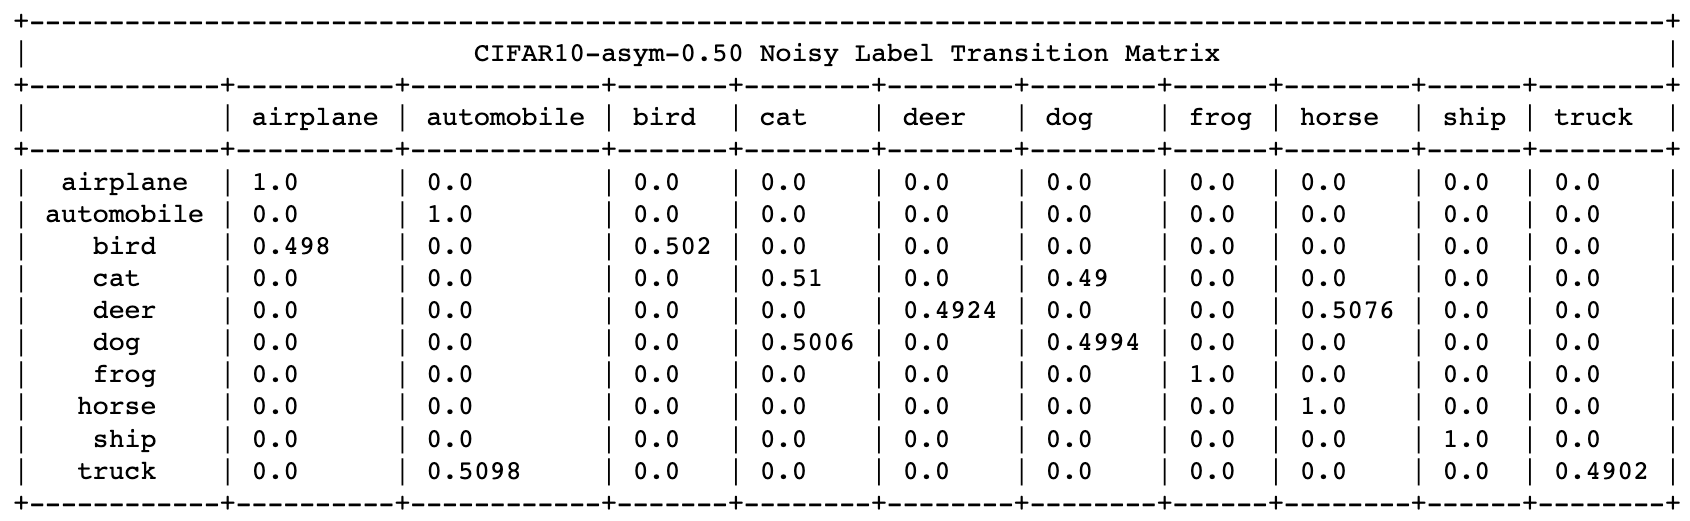 +---------------------------------------------------------------------------------------------------------+
| CIFAR10-asym-0.50 Noisy Label Transition Matrix |
+------------+----------+------------+-------+--------+--------+--------+------+--------+------+--------+
| | airplane | automobile | bird | cat | deer | dog | frog | horse | ship | truck |
+------------+----------+------------+-------+--------+--------+--------+------+--------+------+--------+
| airplane | 1.0 | 0.0 | 0.0 | 0.0 | 0.0 | 0.0 | 0.0 | 0.0 | 0.0 | 0.0 |
| automobile | 0.0 | 1.0 | 0.0 | 0.0 | 0.0 | 0.0 | 0.0 | 0.0 | 0.0 | 0.0 |
| bird | 0.498 | 0.0 | 0.502 | 0.0 | 0.0 | 0.0 | 0.0 | 0.0 | 0.0 | 0.0 |
| cat | 0.0 | 0.0 | 0.0 | 0.51 | 0.0 | 0.49 | 0.0 | 0.0 | 0.0 | 0.0 |
| deer | 0.0 | 0.0 | 0.0 | 0.0 | 0.4924 | 0.0 | 0.0 | 0.5076 | 0.0 | 0.0 |
| dog | 0.0 | 0.0 | 0.0 | 0.5006 | 0.0 | 0.4994 | 0.0 | 0.0 | 0.0 | 0.0 |
| frog | 0.0 | 0.0 | 0.0 | 0.0 | 0.0 | 0.0 | 1.0 | 0.0 | 0.0 | 0.0 |
| horse | 0.0 | 0.0 | 0.0 | 0.0 | 0.0 | 0.0 | 0.0 | 1.0 | 0.0 | 0.0 |
| ship | 0.0 | 0.0 | 0.0 | 0.0 | 0.0 | 0.0 | 0.0 | 0.0 | 1.0 | 0.0 |
| truck | 0.0 | 0.5098 | 0.0 | 0.0 | 0.0 | 0.0 | 0.0 | 0.0 | 0.0 | 0.4902 |
+------------+----------+------------+-------+--------+--------+--------+------+--------+------+--------+